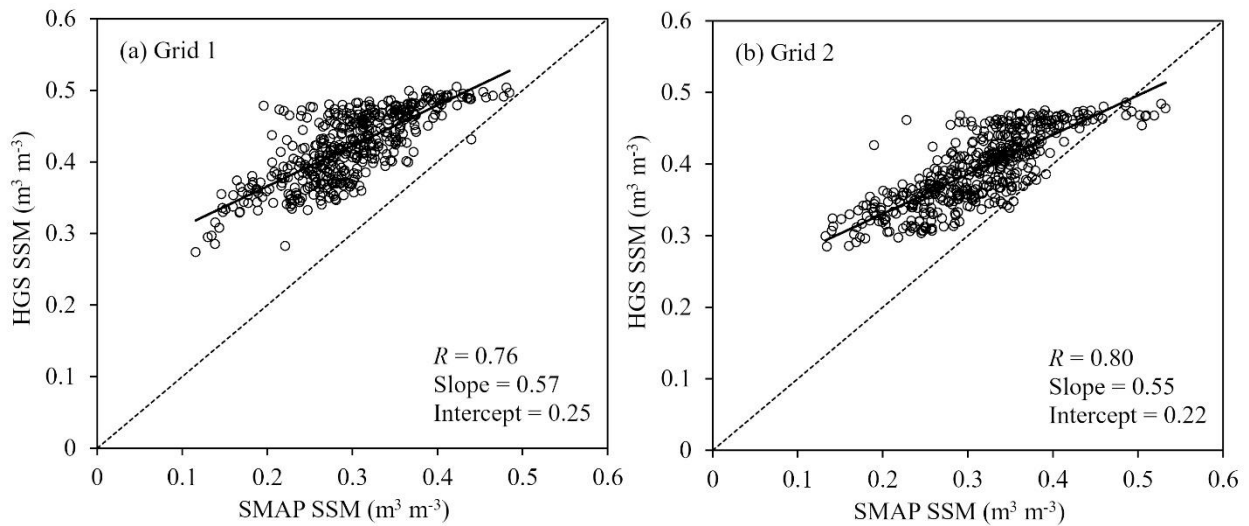 (a) Grid 1
HGS SSM (m³ m⁻³)
0.6
0.5
0.4
0.3
0.2
0.1
0
R = 0.76
Slope = 0.57
Intercept = 0.25
0 0.1 0.2 0.3 0.4 0.5 0.6
SMAP SSM (m³ m⁻³)
(b) Grid 2
HGS SSM (m³ m⁻³)
0.6
0.5
0.4
0.3
0.2
0.1
0
R = 0.80
Slope = 0.55
Intercept = 0.22
0 0.1 0.2 0.3 0.4 0.5 0.6
SMAP SSM (m³ m⁻³)